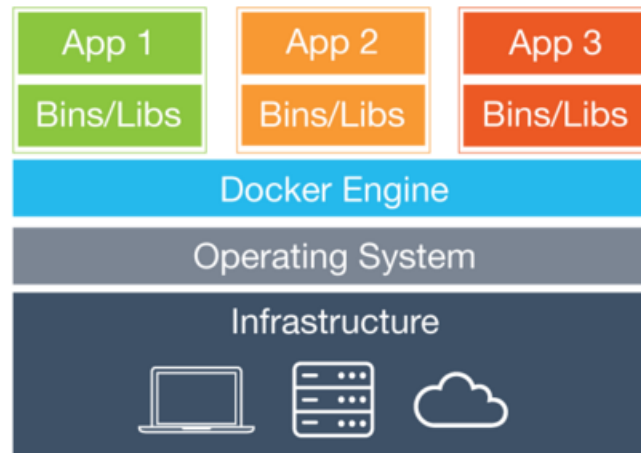 App 1
App 2
App 3
Bins/Libs
Bins/Libs
Bins/Libs
Docker Engine
Operating System
Infrastructure